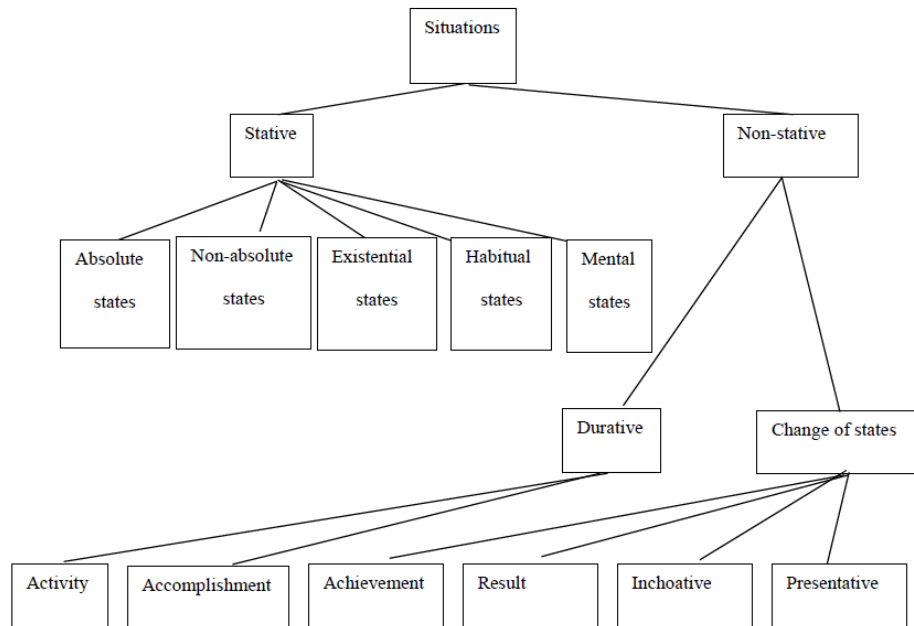 Situations
Stative
Non-stative
Absolute
states
Non-absolute
states
Existential
states
Habitual
states
Mental
states
Durative
Change of states
Activity
Accomplishment
Achievement
Result
Inchoative
Presentative